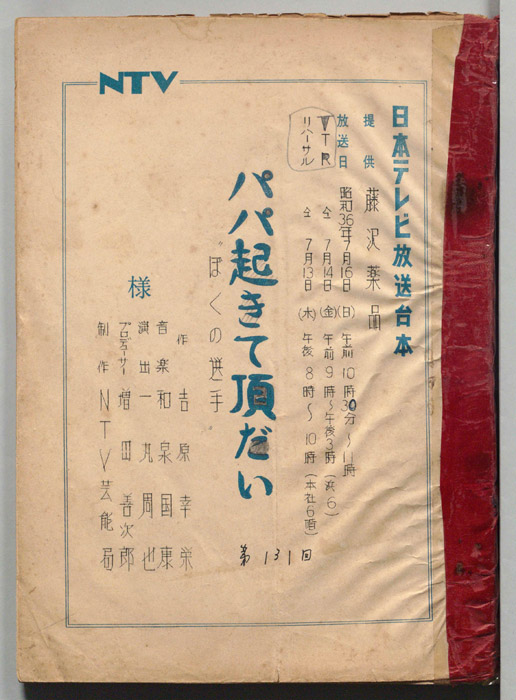 NTV
日本テレビ放送台本
提供 藤沢薬品
放送日 昭和36年7月16日(日)午前10時30分〜11時
VTR 仝 7月14日(金)午前9時〜午後3時(浜6)
リハーサル 仝 7月13日(木)午後8時〜10時(本社6階)
パパ起きて頂だい
"ぼくの選手"
第131回
作 吉原幸栄
音楽 和泉国康
演出 一丸周也
プロデューサー 増田吾次郎
制作 NTV芸能局
様